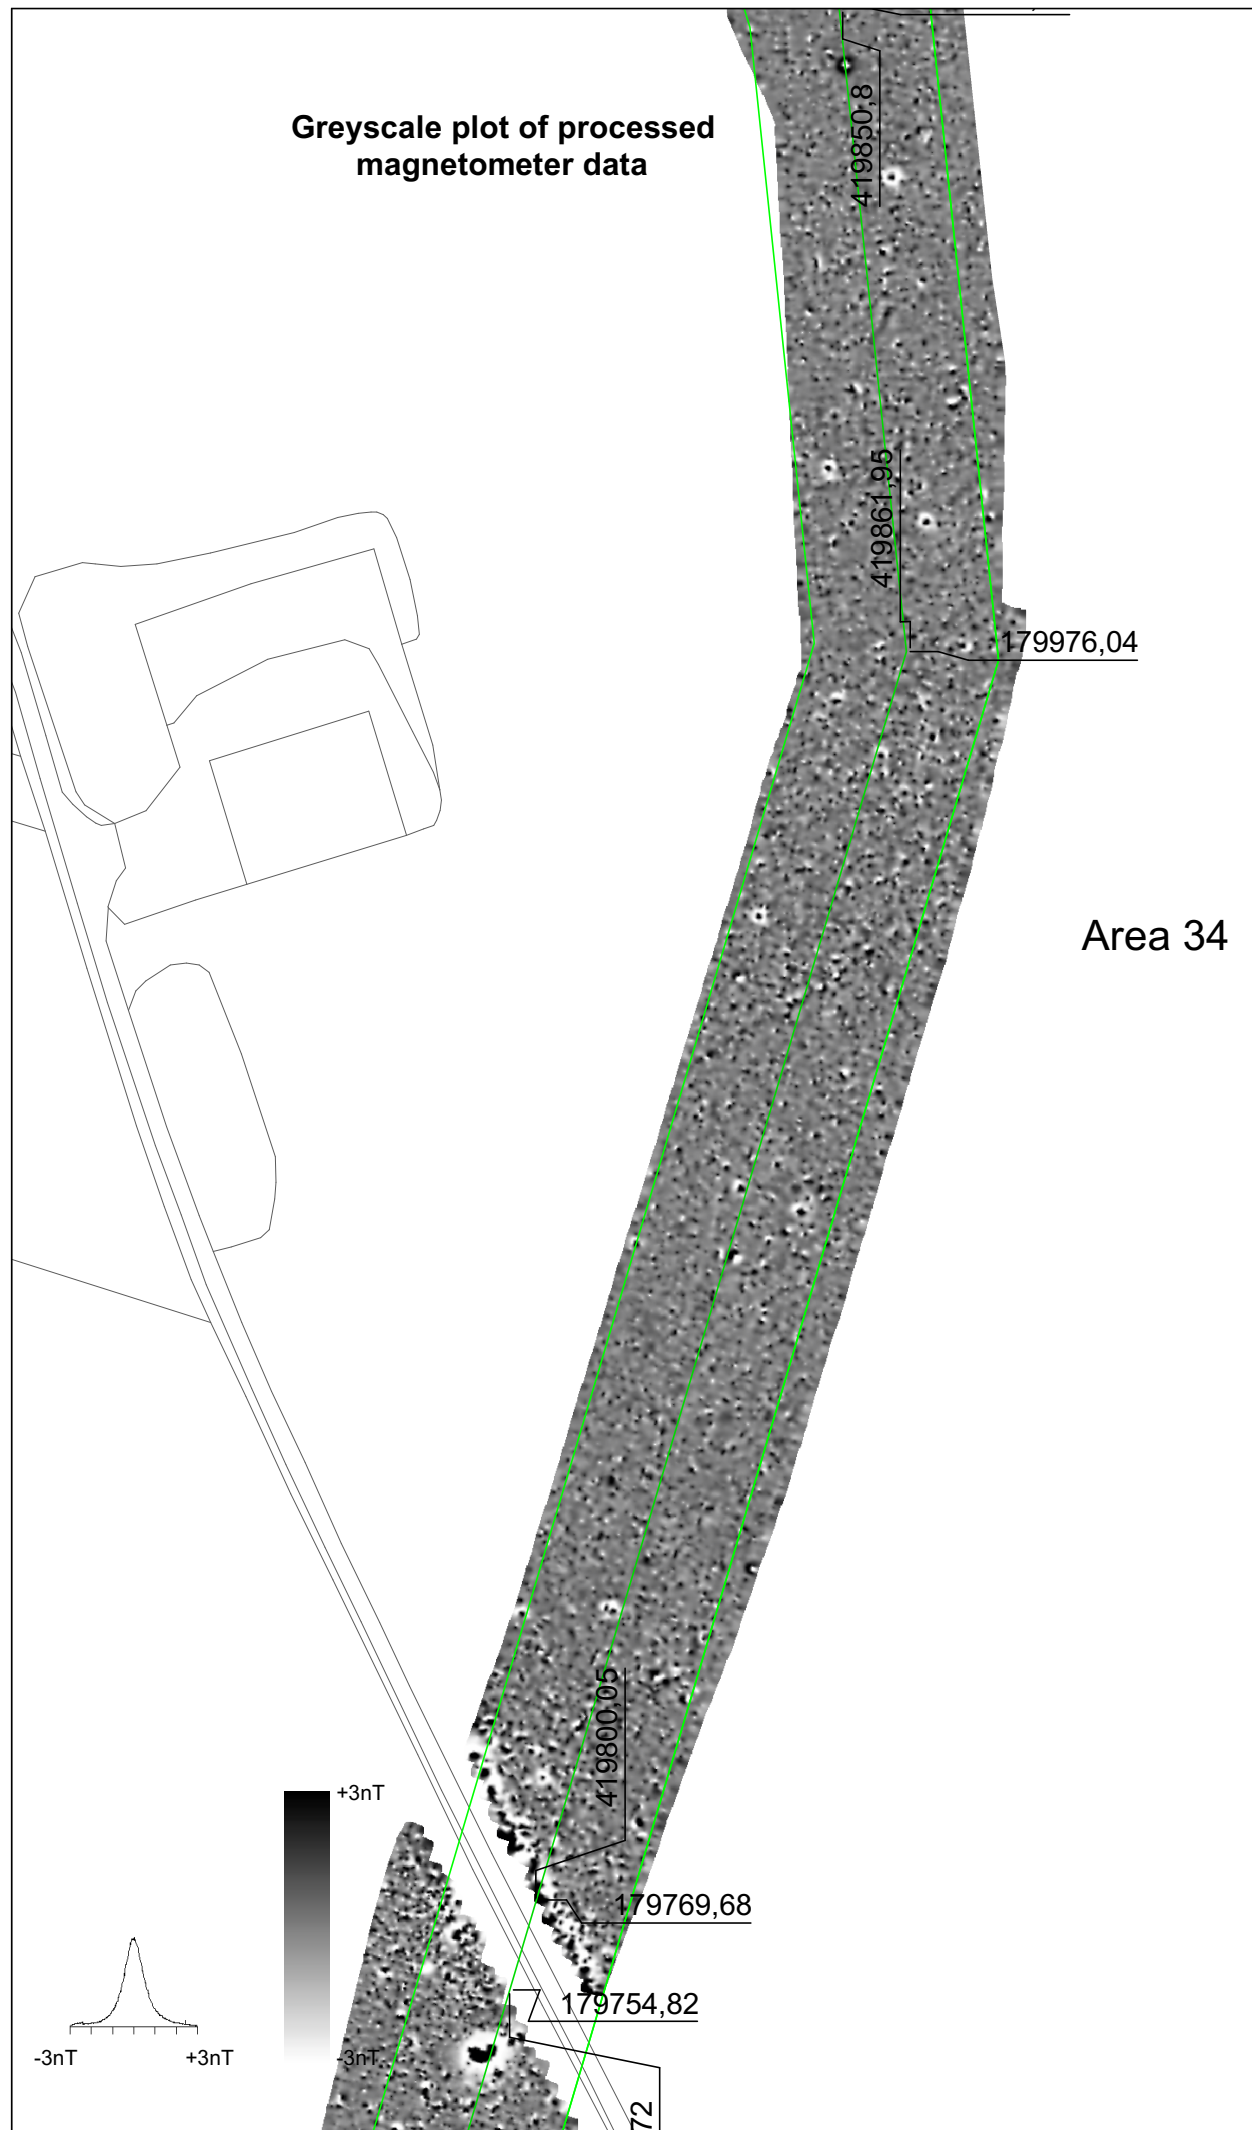 Greyscale plot of processed
magnetometer data
419850,8
419861,95
179976,04
Area 34
419800,05
+3nT
179769,68
179754,82
-3nT
+3nT
-3nT
72